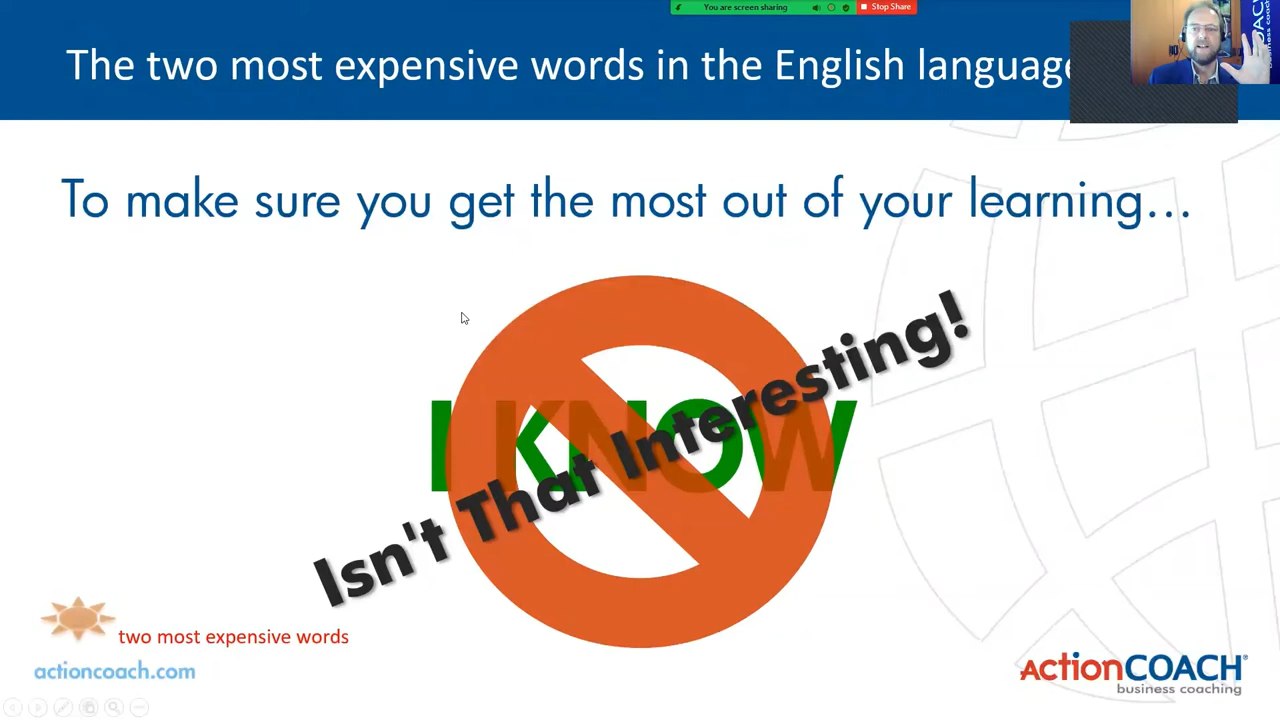 You are screen sharing
Stop Share
The two most expensive words in the English language
To make sure you get the most out of your learning...
I KNOW
Isn't That Interesting!
two most expensive words
actioncoach.com
ActionCOACH®
business coaching
business coach